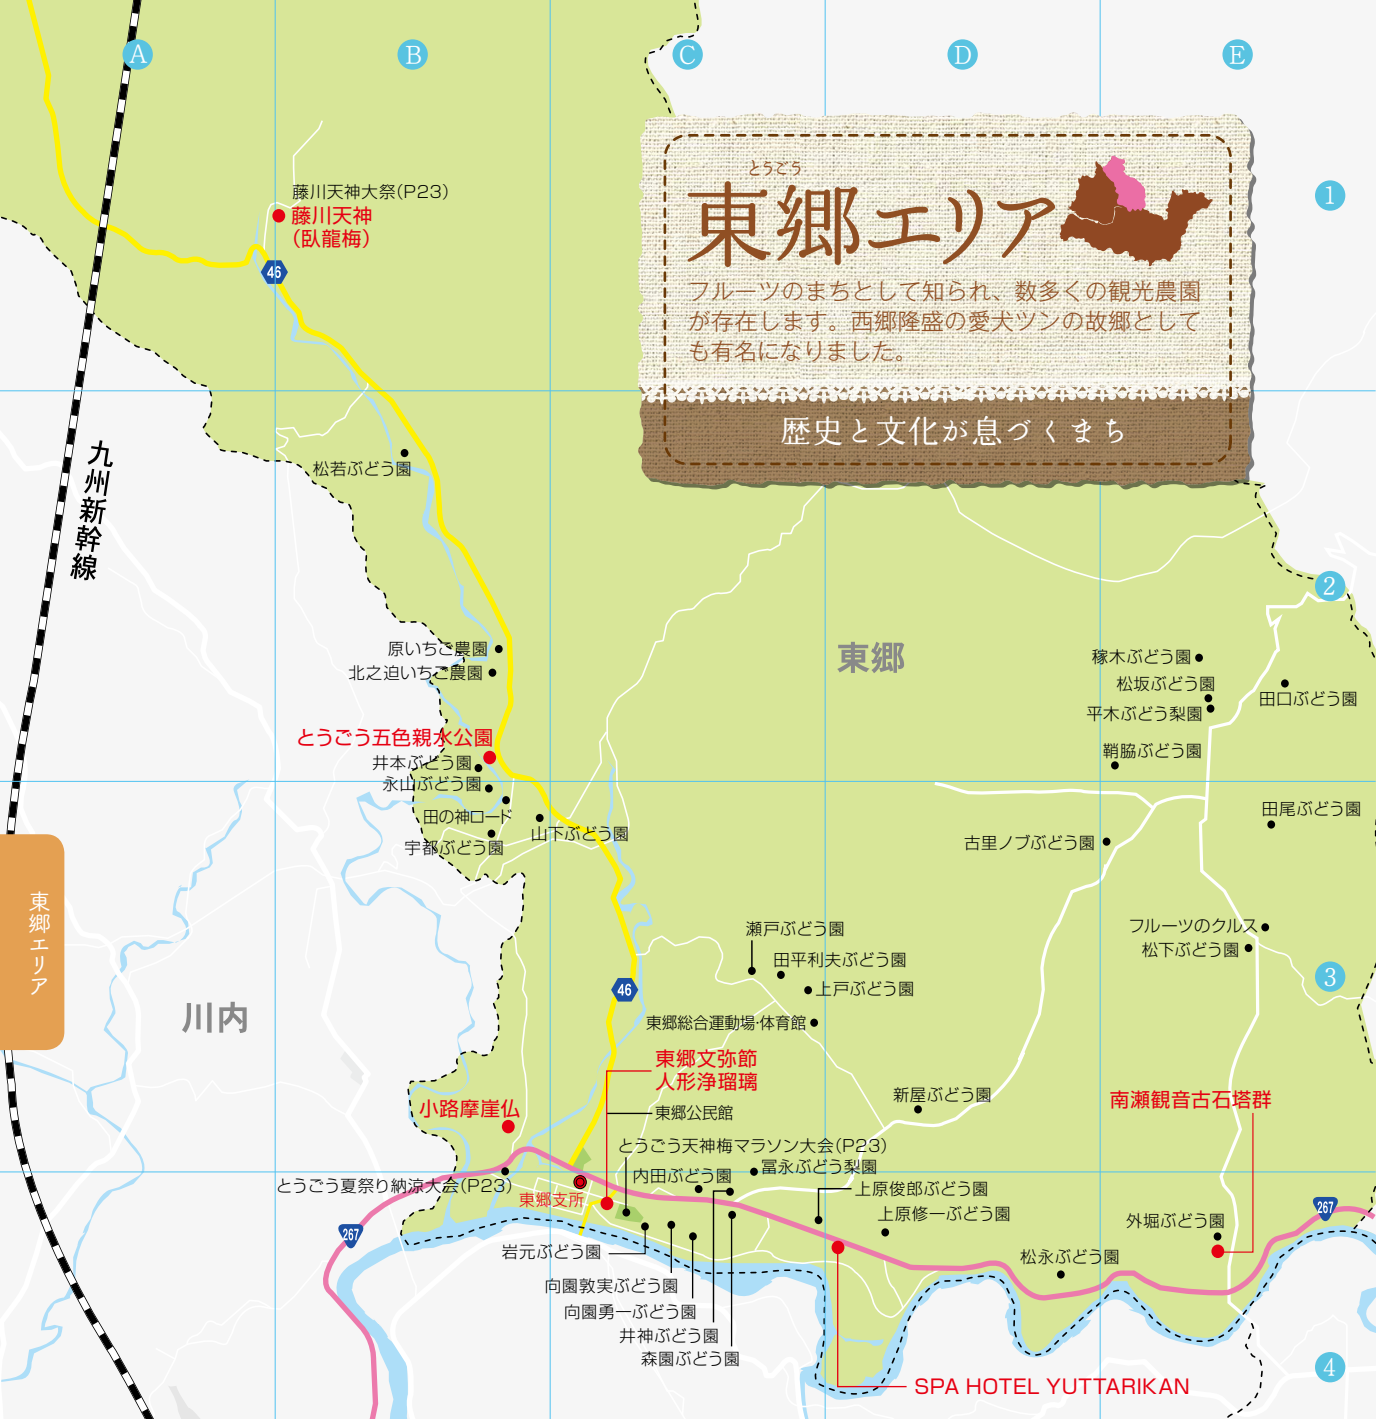 A
B
C
D
E
1
2
3
4
とうごう
東郷エリア
フルーツのまちとして知られ、数多くの観光農園
が存在します。西郷隆盛の愛犬ツンの故郷として
も有名になりました。
歴史と文化が息づくまち
藤川天神大祭(P23)
藤川天神
(臥龍梅)
46
九州新幹線
松若ぶどう園
東郷
原いちご農園
北之迫いちご農園
とうごう五色親水公園
井本ぶどう園
永山ぶどう園
田の神ロード
宇都ぶどう園
山下ぶどう園
稼木ぶどう園
松坂ぶどう園
平木ぶどう梨園
田口ぶどう園
鞘脇ぶどう園
田尾ぶどう園
古里ノブぶどう園
東郷エリア
川内
瀬戸ぶどう園
田平利夫ぶどう園
上戸ぶどう園
東郷総合運動場・体育館
フルーツのクルス
松下ぶどう園
46
東郷文弥節
人形浄瑠璃
東郷公民館
小路摩崖仏
新屋ぶどう園
南瀬観音古石塔群
とうごう天神梅マラソン大会(P23)
冨永ぶどう梨園
内田ぶどう園
とうごう夏祭り納涼大会(P23)
東郷支所
上原俊郎ぶどう園
上原修一ぶどう園
外堀ぶどう園
267
267
松永ぶどう園
岩元ぶどう園
向園敦実ぶどう園
向園勇一ぶどう園
井神ぶどう園
森園ぶどう園
SPA HOTEL YUTTARIKAN